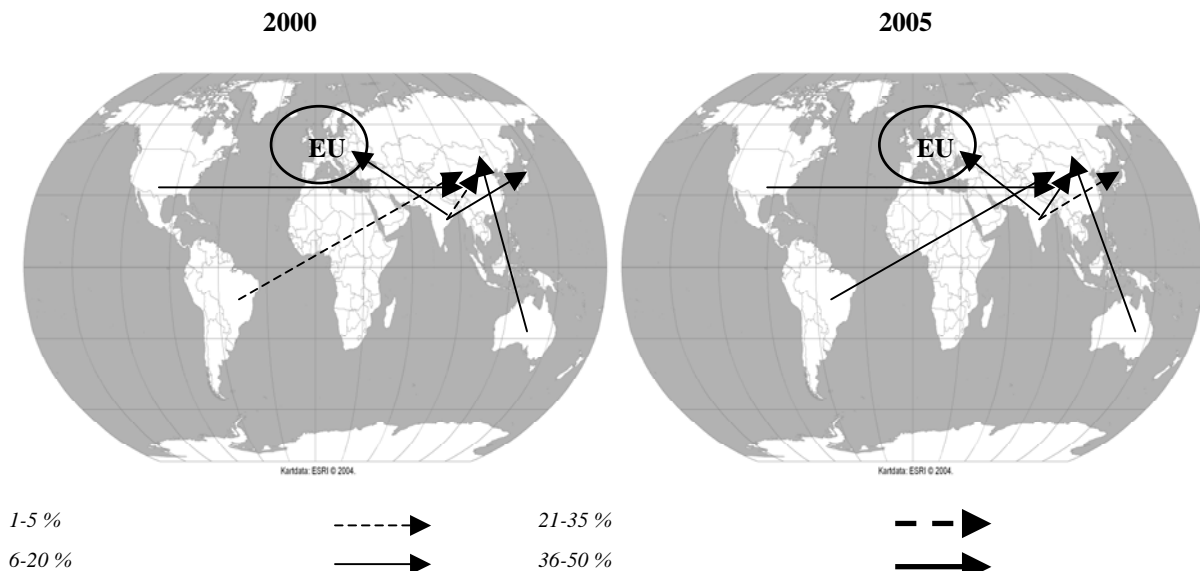 2000
2005
EU
EU
Kartdata: ESRI © 2004.
Kartdata: ESRI © 2004.
1-5 %
21-35 %
6-20 %
36-50 %